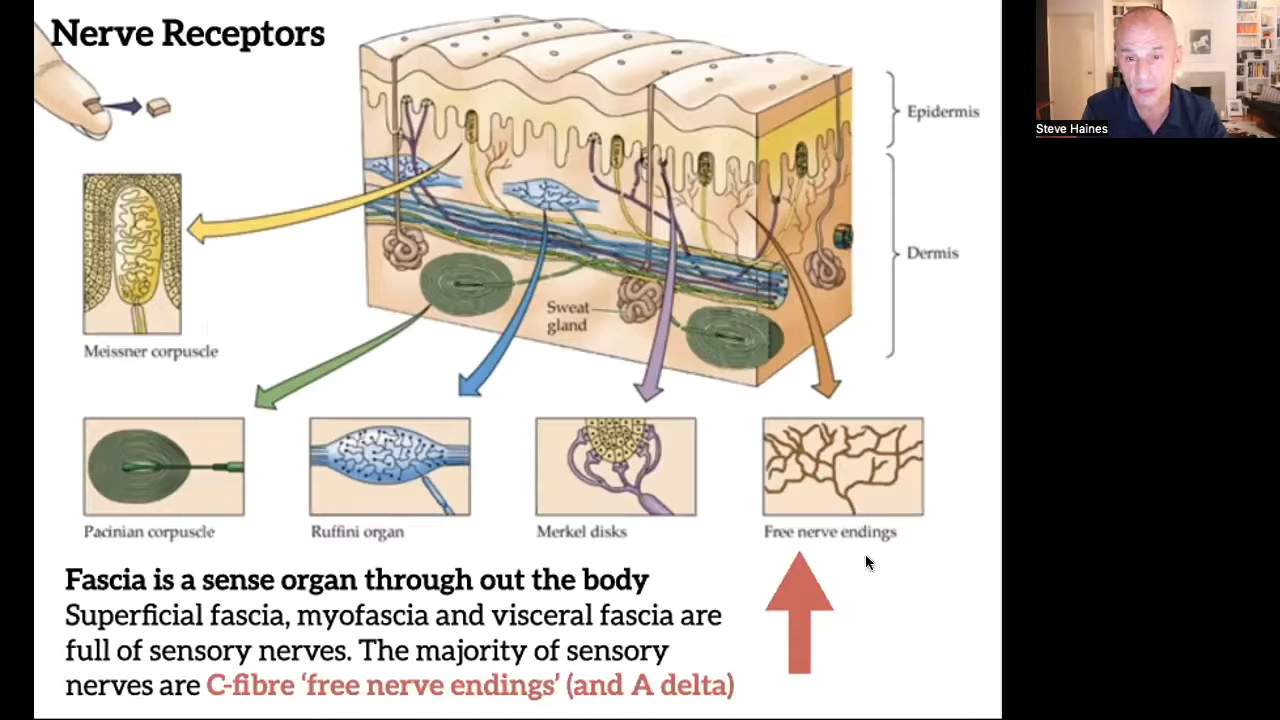 Nerve Receptors
Steve Haines
Epidermis
Dermis
Sweat
gland
Meissner corpuscle
Pacinian corpuscle
Ruffini organ
Merkel disks
Free nerve endings
Fascia is a sense organ through out the body
Superficial fascia, myofascia and visceral fascia are
full of sensory nerves. The majority of sensory
nerves are C-fibre ‘free nerve endings’ (and A delta)